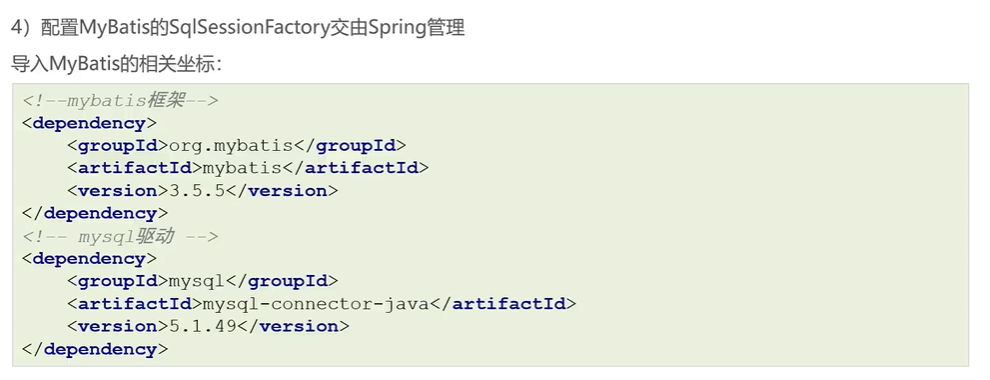 4）配置MyBatis的SqlSessionFactory交由Spring管理
导入MyBatis的相关坐标：
<!--mybatis框架-->
<dependency>
    <groupId>org.mybatis</groupId>
    <artifactId>mybatis</artifactId>
    <version>3.5.5</version>
</dependency>
<!-- mysql驱动 -->
<dependency>
    <groupId>mysql</groupId>
    <artifactId>mysql-connector-java</artifactId>
    <version>5.1.49</version>
</dependency>